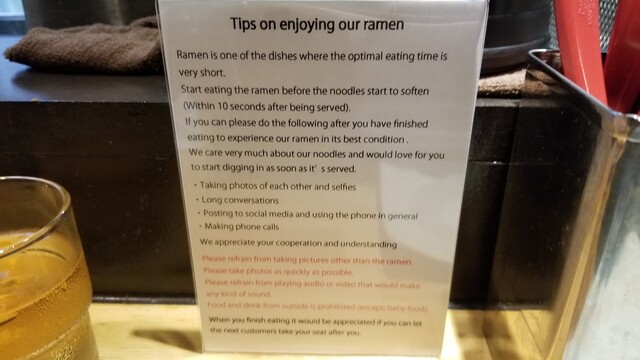 Tips on enjoying our ramen
Ramen is one of the dishes where the optimal eating time is
very short.
Start eating the ramen before the noodles start to soften
(Within 10 seconds after being served).
If you can please do the following after you have finished
eating to experience our ramen in its best condition .
We care very much about our noodles and would love for you
to start digging in as soon as it' s served.
・Taking photos of each other and selfies
・Long conversations
・Posting to social media and using the phone in general
・Making phone calls
We appreciate your cooperation and understanding
Please refrain from taking pictures other than the ramen.
Please take photos as quickly as possible.
Please refrain from playing audio or video that would make
any kind of sound.
Food and drink from outside is prohibited (except: baby food).
When you finish eating it would be appreciated if you can let
the next customers take your seat after you.